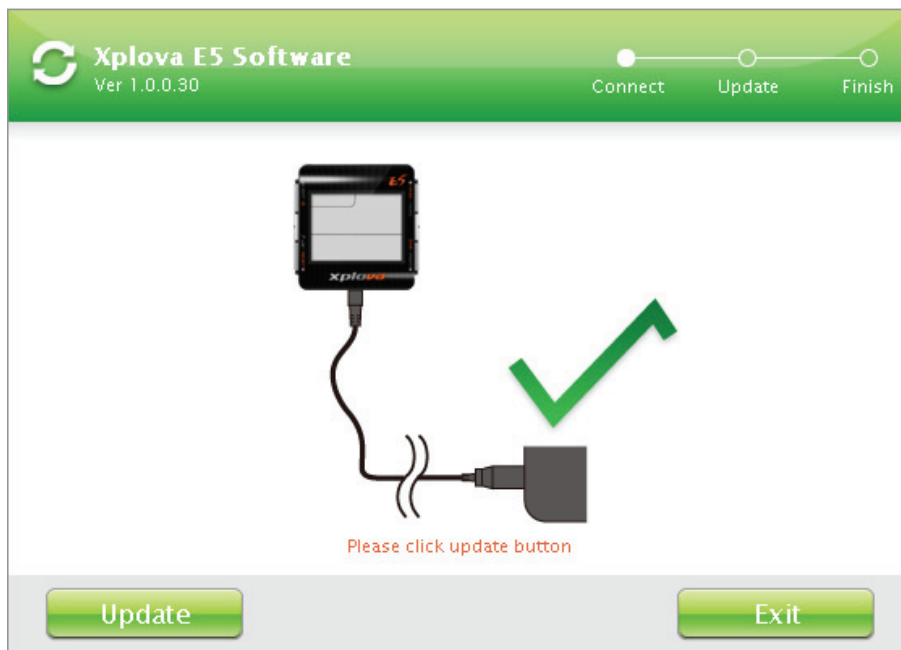 Xplova E5 Software
Ver 1.0.0.30
Connect Update Finish
E5
xplova
Please click update button
Update Exit